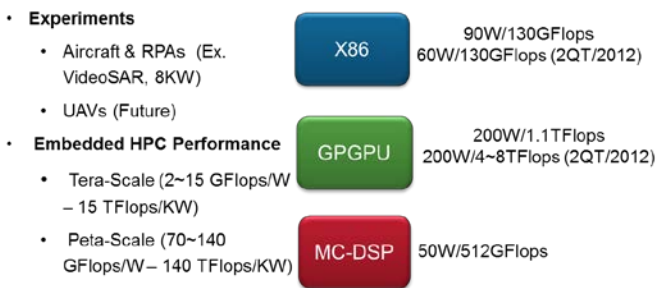 • Experiments
• Aircraft & RPAs (Ex.
VideoSAR, 8KW)
• UAVs (Future)
• Embedded HPC Performance
• Tera-Scale (2~15 GFlops/W
– 15 TFlops/KW)
• Peta-Scale (70~140
GFlops/W – 140 TFlops/KW)
X86
90W/130GFlops
60W/130GFlops (2QT/2012)
GPGPU
200W/1.1TFlops
200W/4~8TFlops (2QT/2012)
MC-DSP
50W/512GFlops